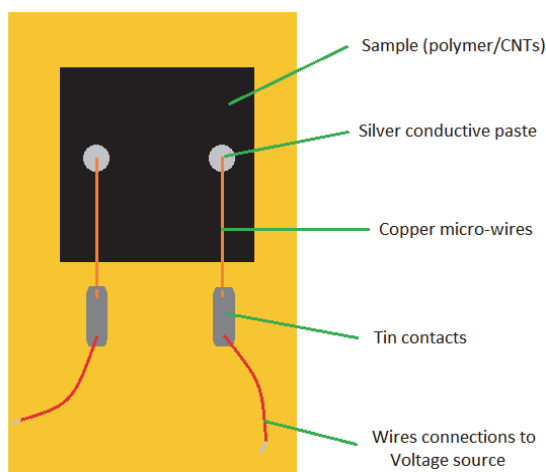 Sample (polymer/CNTs)
Silver conductive paste
Copper micro-wires
Tin contacts
Wires connections to
Voltage source